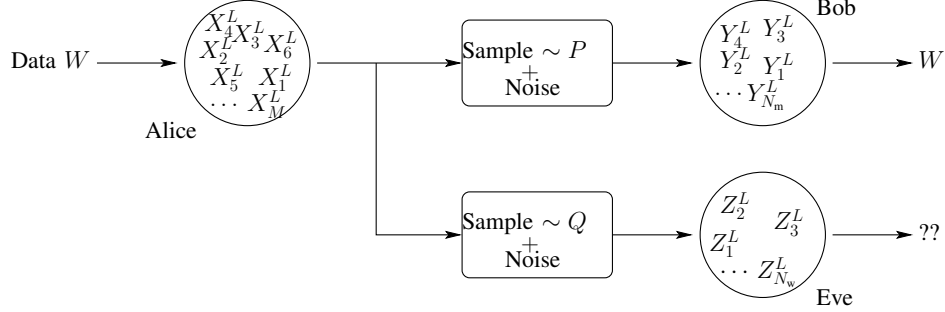 Bob
X_4^L X_3^L X_6^L
X_2^L
X_5^L X_1^L
⋯ X_M^L
Data W
Alice
Sample ∼ P
+
Noise
Y_4^L Y_3^L
Y_2^L Y_1^L
⋯ Y_{N_m}^L
W
Sample ∼ Q
+
Noise
Z_2^L Z_3^L
Z_1^L
⋯ Z_{N_w}^L
??
Eve